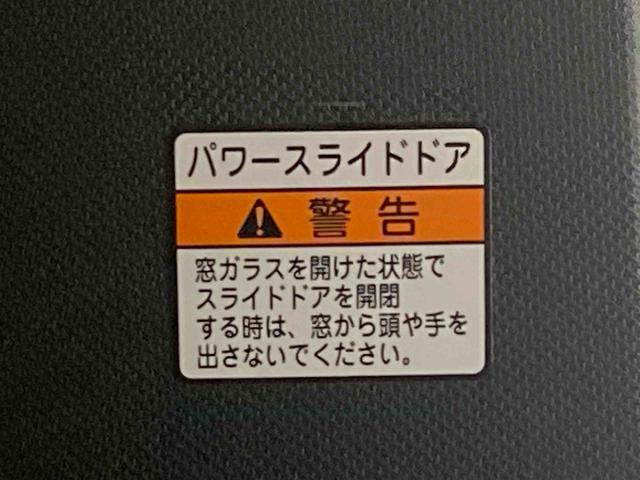 パワースライドドア
警告
窓ガラスを開けた状態で
スライドドアを開閉
する時は、窓から頭や手を
出さないでください。